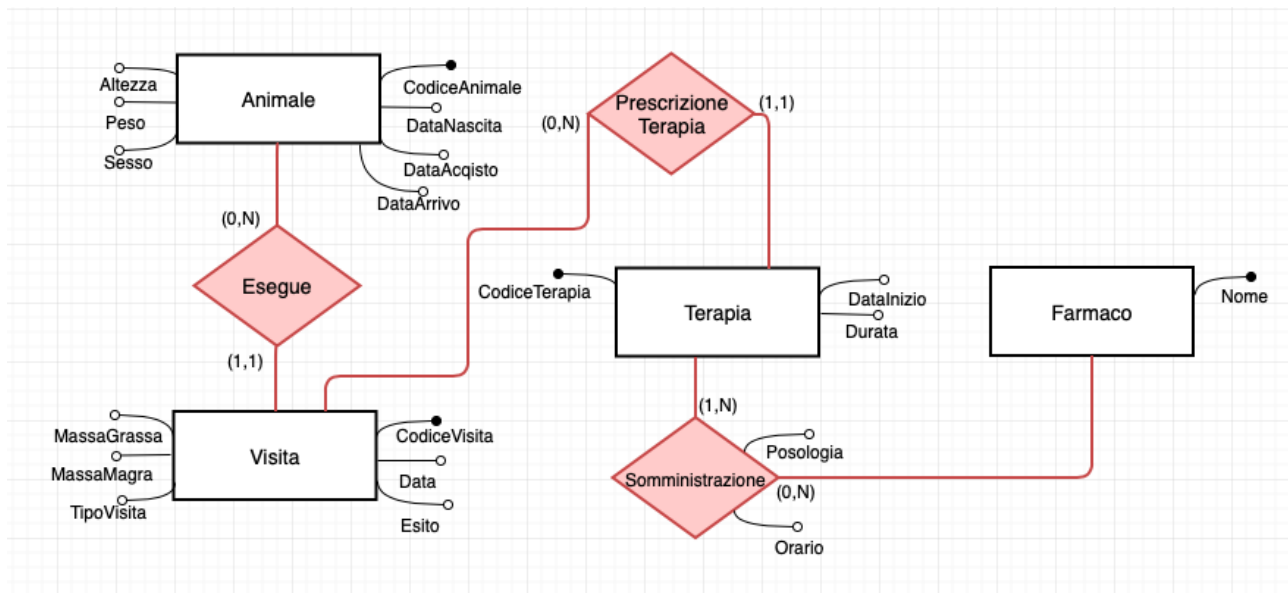 Altezza
Peso
Sesso
Animale
CodiceAnimale
DataNascita
DataAcqisto
DataArrivo
(0,N)
Esegue
(1,1)
MassaGrassa
MassaMagra
TipoVisita
Visita
CodiceVisita
Data
Esito
(0,N)
Prescrizione
Terapia
(1,1)
CodiceTerapia
Terapia
DataInizio
Durata
Farmaco
Nome
(1,N)
Somministrazione
Posologia
(0,N)
Orario